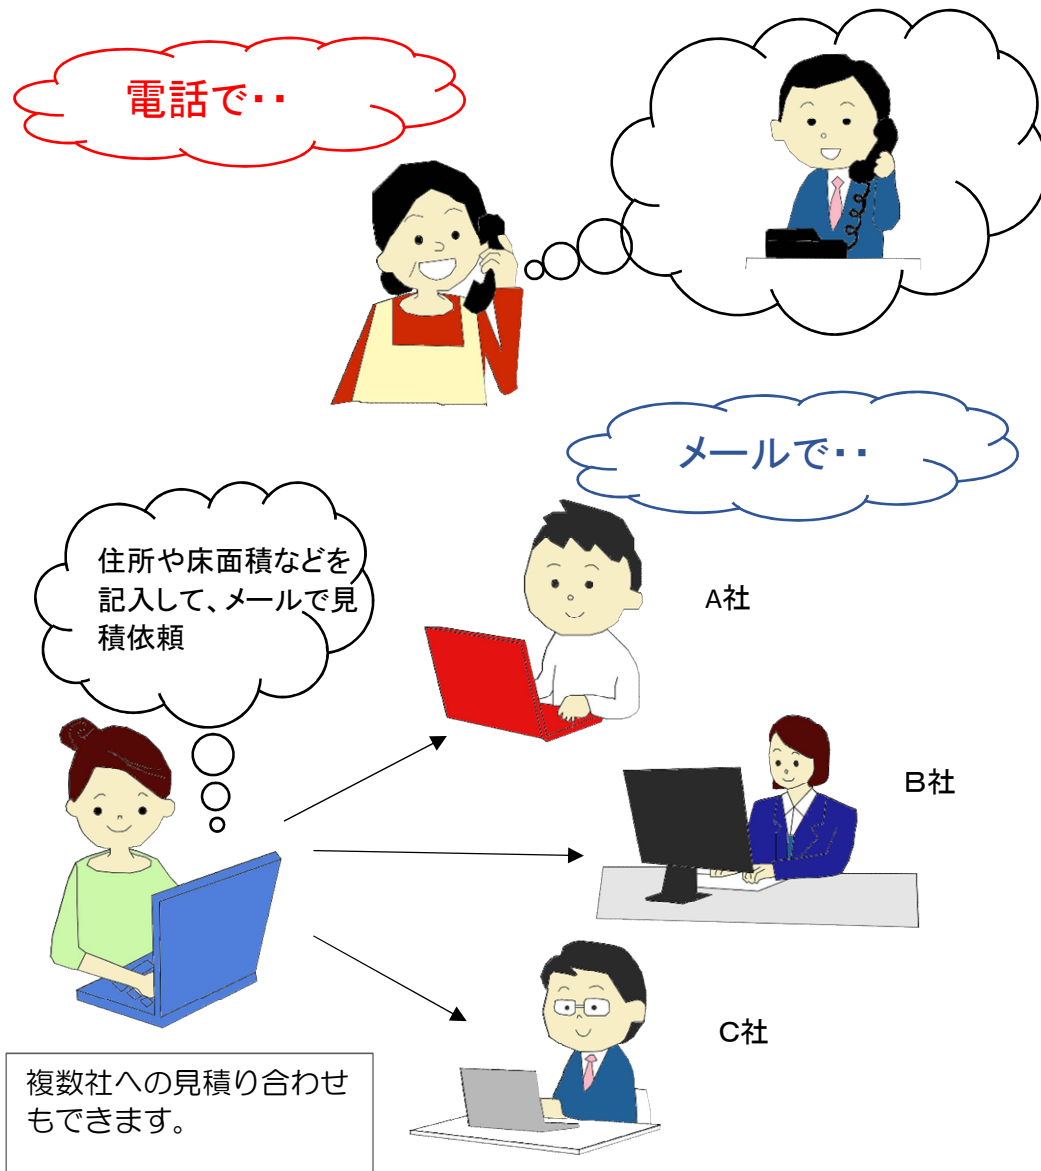 電話で・・
メールで・・
住所や床面積などを
記入して、メールで見
積依頼
A社
B社
C社
複数社への見積り合わせ
もできます。